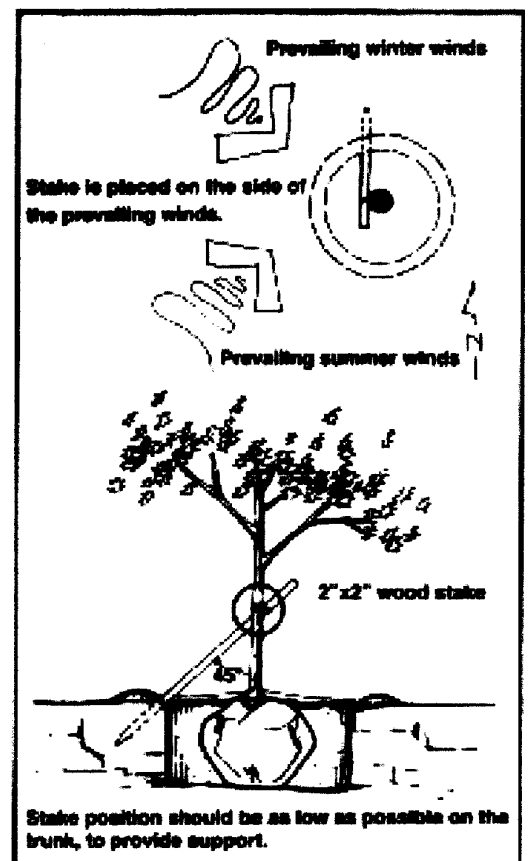 Prevailing winter winds
Stake is placed on the side of
the prevailing winds.
Prevailing summer winds
N
2"x2" wood stake
45°
Stake position should be as low as possible on the
trunk, to provide support.